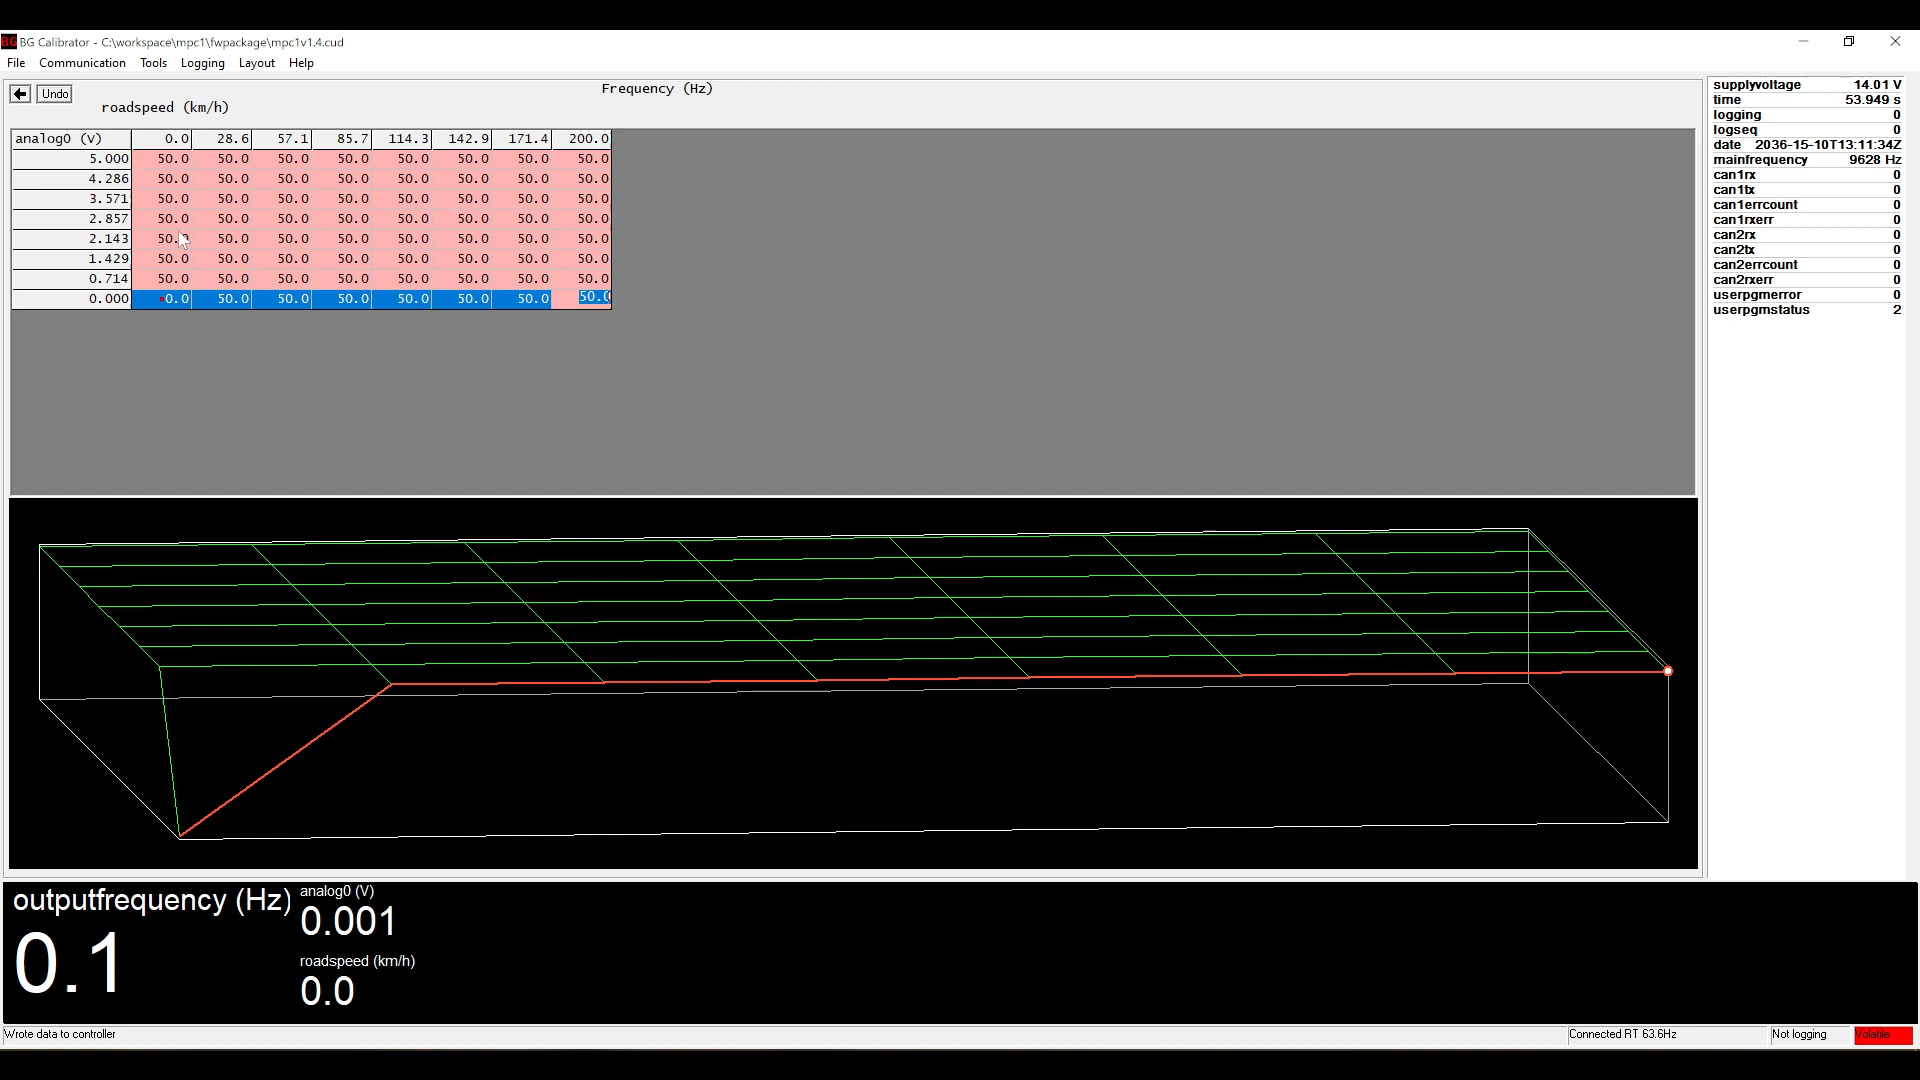 BG BG Calibrator - C:\workspace\mpc1\fwpackage\mpc1v1.4.cud
File Communication Tools Logging Layout Help
Undo
Frequency (Hz)
roadspeed (km/h)
analog0 (V) 0.0 28.6 57.1 85.7 114.3 142.9 171.4 200.0
5.000 50.0 50.0 50.0 50.0 50.0 50.0 50.0 50.0
4.286 50.0 50.0 50.0 50.0 50.0 50.0 50.0 50.0
3.571 50.0 50.0 50.0 50.0 50.0 50.0 50.0 50.0
2.857 50.0 50.0 50.0 50.0 50.0 50.0 50.0 50.0
2.143 50.0 50.0 50.0 50.0 50.0 50.0 50.0 50.0
1.429 50.0 50.0 50.0 50.0 50.0 50.0 50.0 50.0
0.714 50.0 50.0 50.0 50.0 50.0 50.0 50.0 50.0
0.000 0.0 50.0 50.0 50.0 50.0 50.0 50.0 50.0
supplyvoltage 14.01 V
time 53.949 s
logging 0
logseq 0
date 2036-15-10T13:11:34Z
mainfrequency 9628 Hz
can1rx 0
can1tx 0
can1errcount 0
can1rxerr 0
can2rx 0
can2tx 0
can2errcount 0
can2rxerr 0
userpgmerror 0
userpgmstatus 2
outputfrequency (Hz)
0.1
analog0 (V)
0.001
roadspeed (km/h)
0.0
Wrote data to controller
Connected RT 63.6Hz
Not logging
Volatile